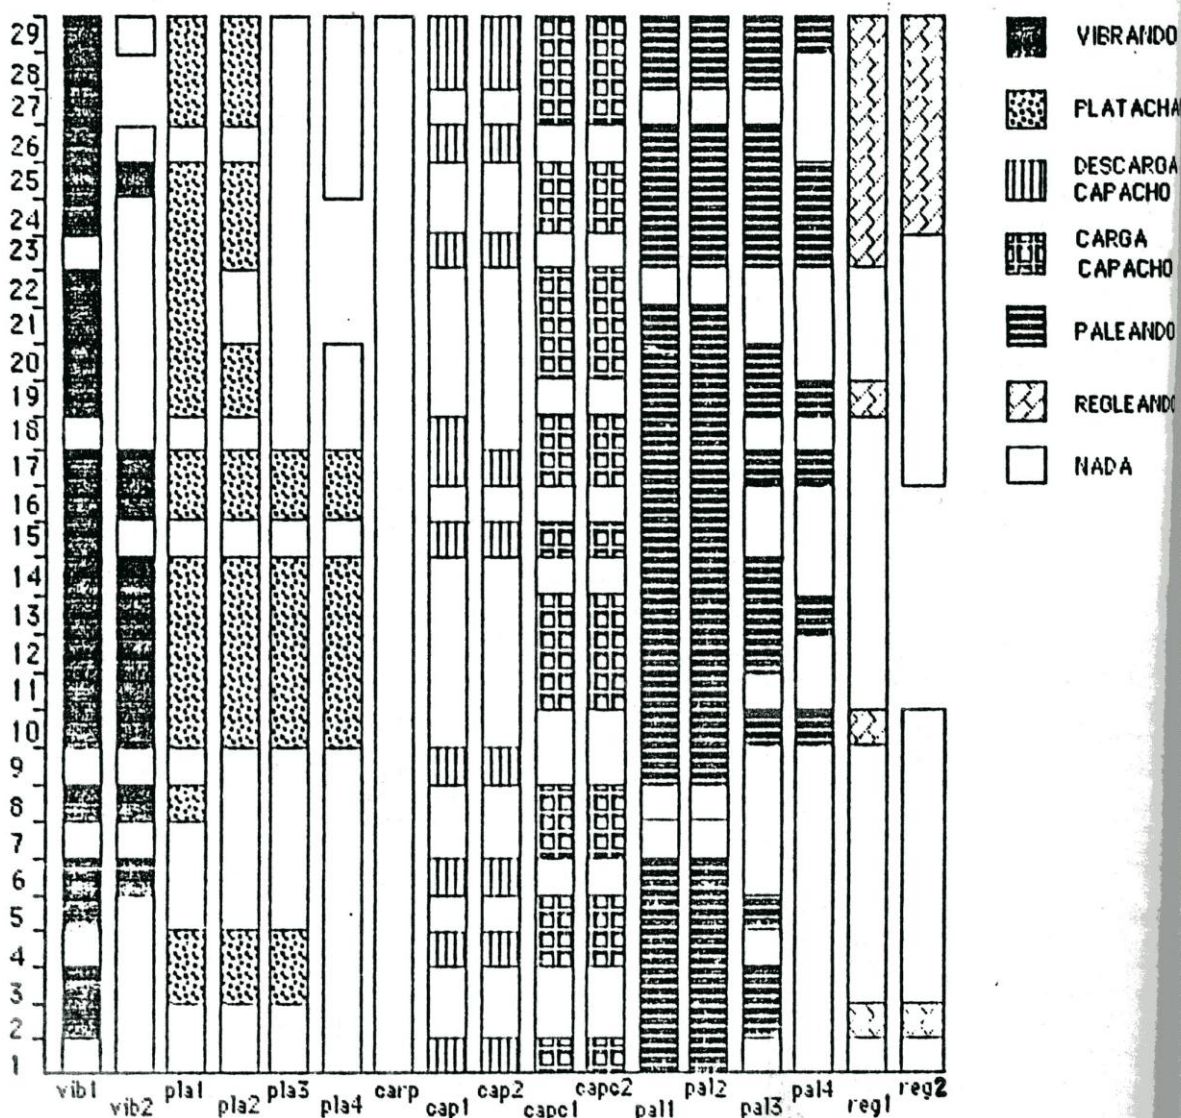 29
28
27
26
25
24
23
22
21
20
19
18
17
16
15
14
13
12
11
10
9
8
7
6
5
4
3
2
1
vib1 vib2 pla1 pla2 pla3 pla4 carp cap1 cap2 capc1 capc2 pal1 pal2 pal3 pal4 reg1 reg2
VIBRANDO
PLATACHA
DESCARGA
CAPACHO
CARGA
CAPACHO
PALEANDO
REGLEANDO
NADA